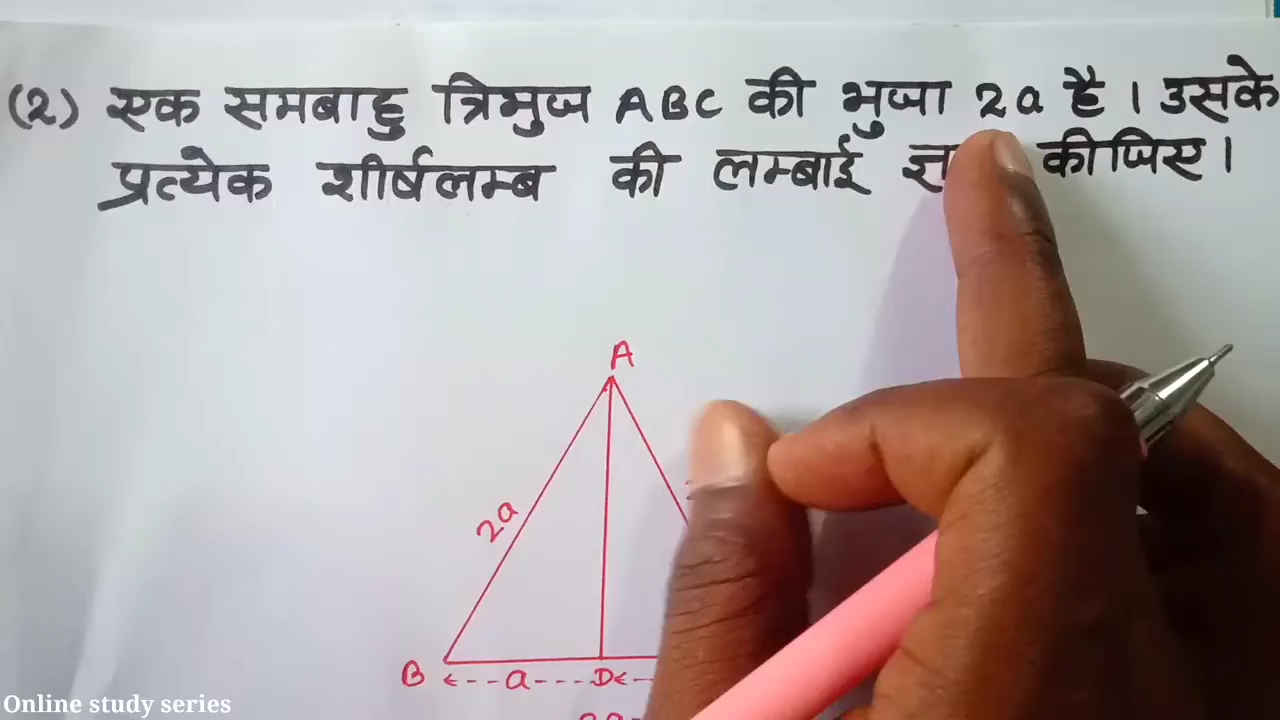 (2) एक समबाहु त्रिभुज ABC की भुजा 2a है। उसके
प्रत्येक शीर्षलम्ब की लम्बाई कीजिए।
A
2a
B a D
Online study series